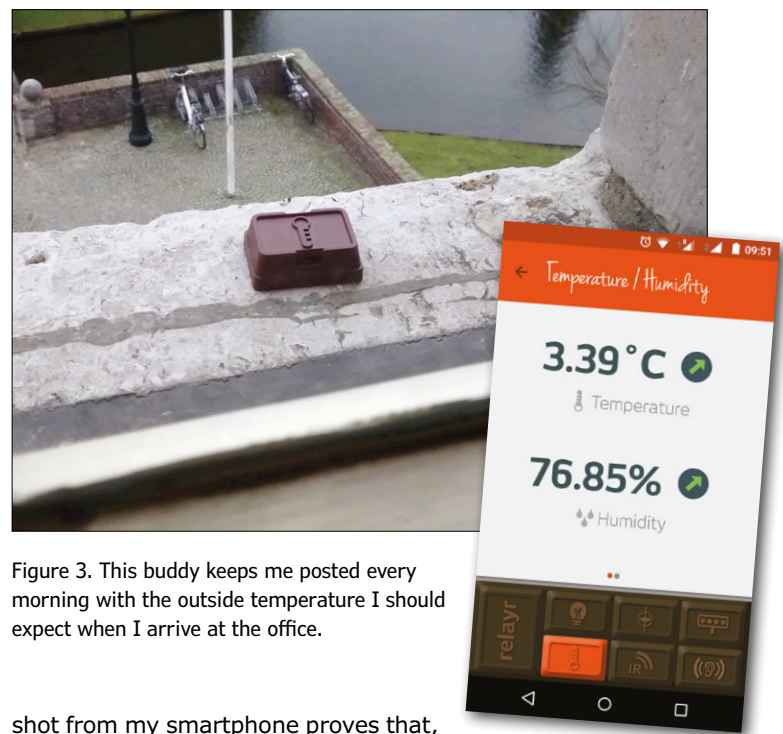 09:51
Temperature / Humidity
3.39°C
Temperature
76.85%
Humidity
relayr
IR
Figure 3. This buddy keeps me posted every
morning with the outside temperature I should
expect when I arrive at the office.
shot from my smartphone proves that,